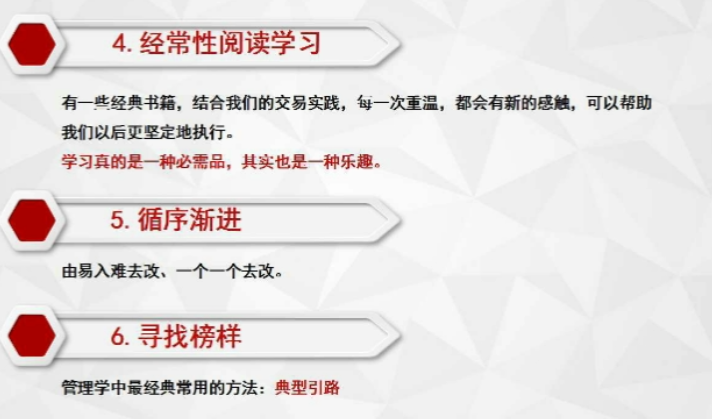 4. 经常性阅读学习
有一些经典书籍，结合我们的交易实践，每一次重温，都会有新的感触，可以帮助
我们以后更坚定地执行。
学习真的是一种必需品，其实也是一种乐趣。
5. 循序渐进
由易入难去改、一个一个去改。
6. 寻找榜样
管理学中最经典常用的方法：典型引路